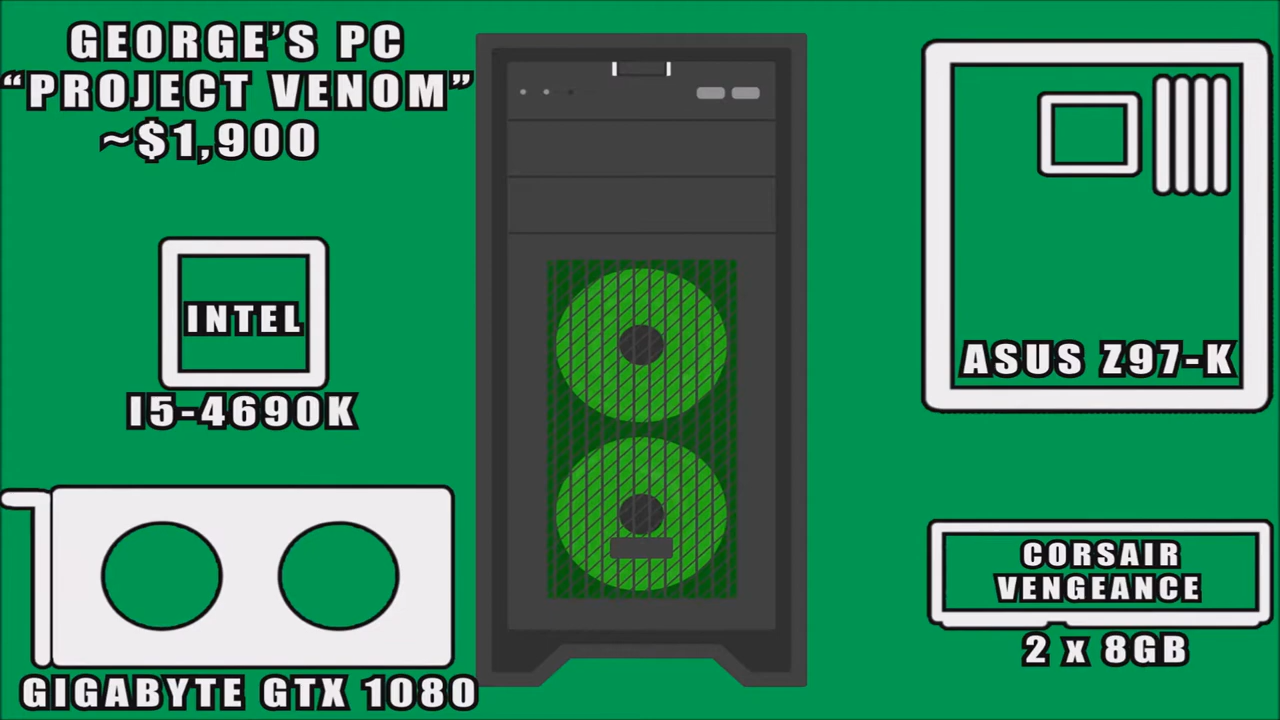 GEORGE'S PC
“PROJECT VENOM”
~$1,900
INTEL
I5-4690K
GIGABYTE GTX 1080
ASUS Z97-K
CORSAIR
VENGEANCE
2 x 8GB